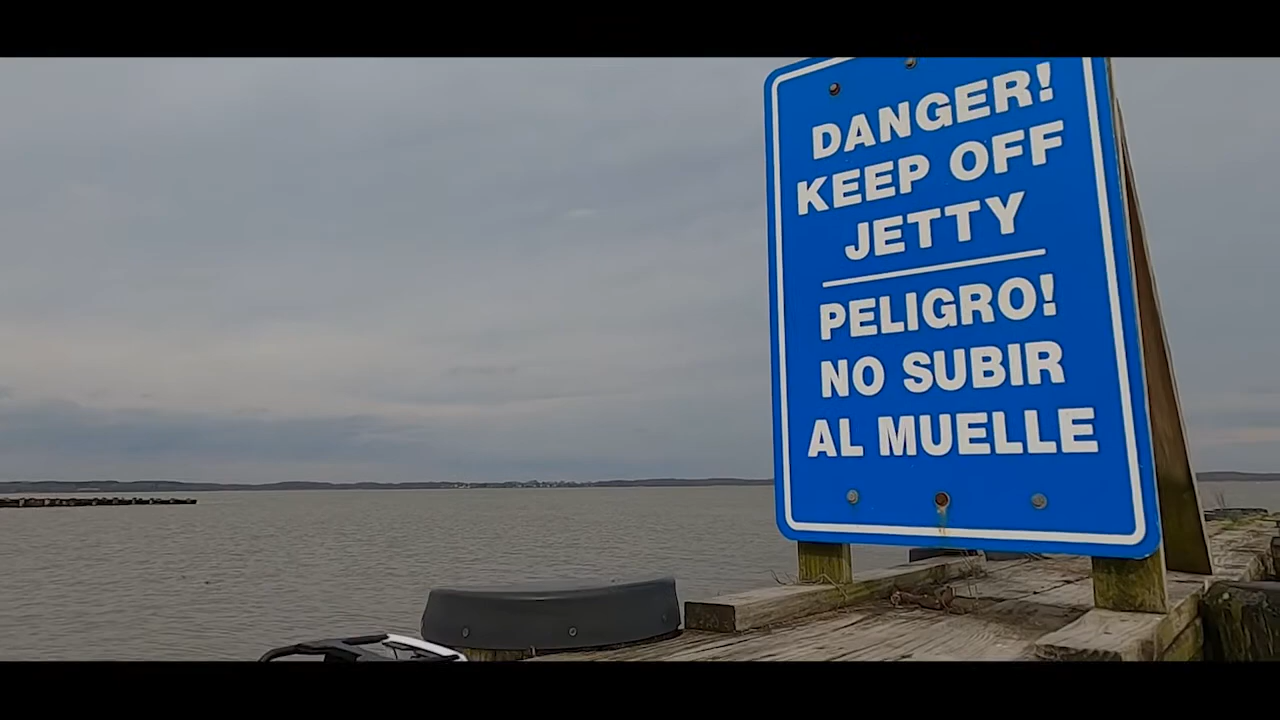 DANGER!
KEEP OFF
JETTY
PELIGRO!
NO SUBIR
AL MUELLE